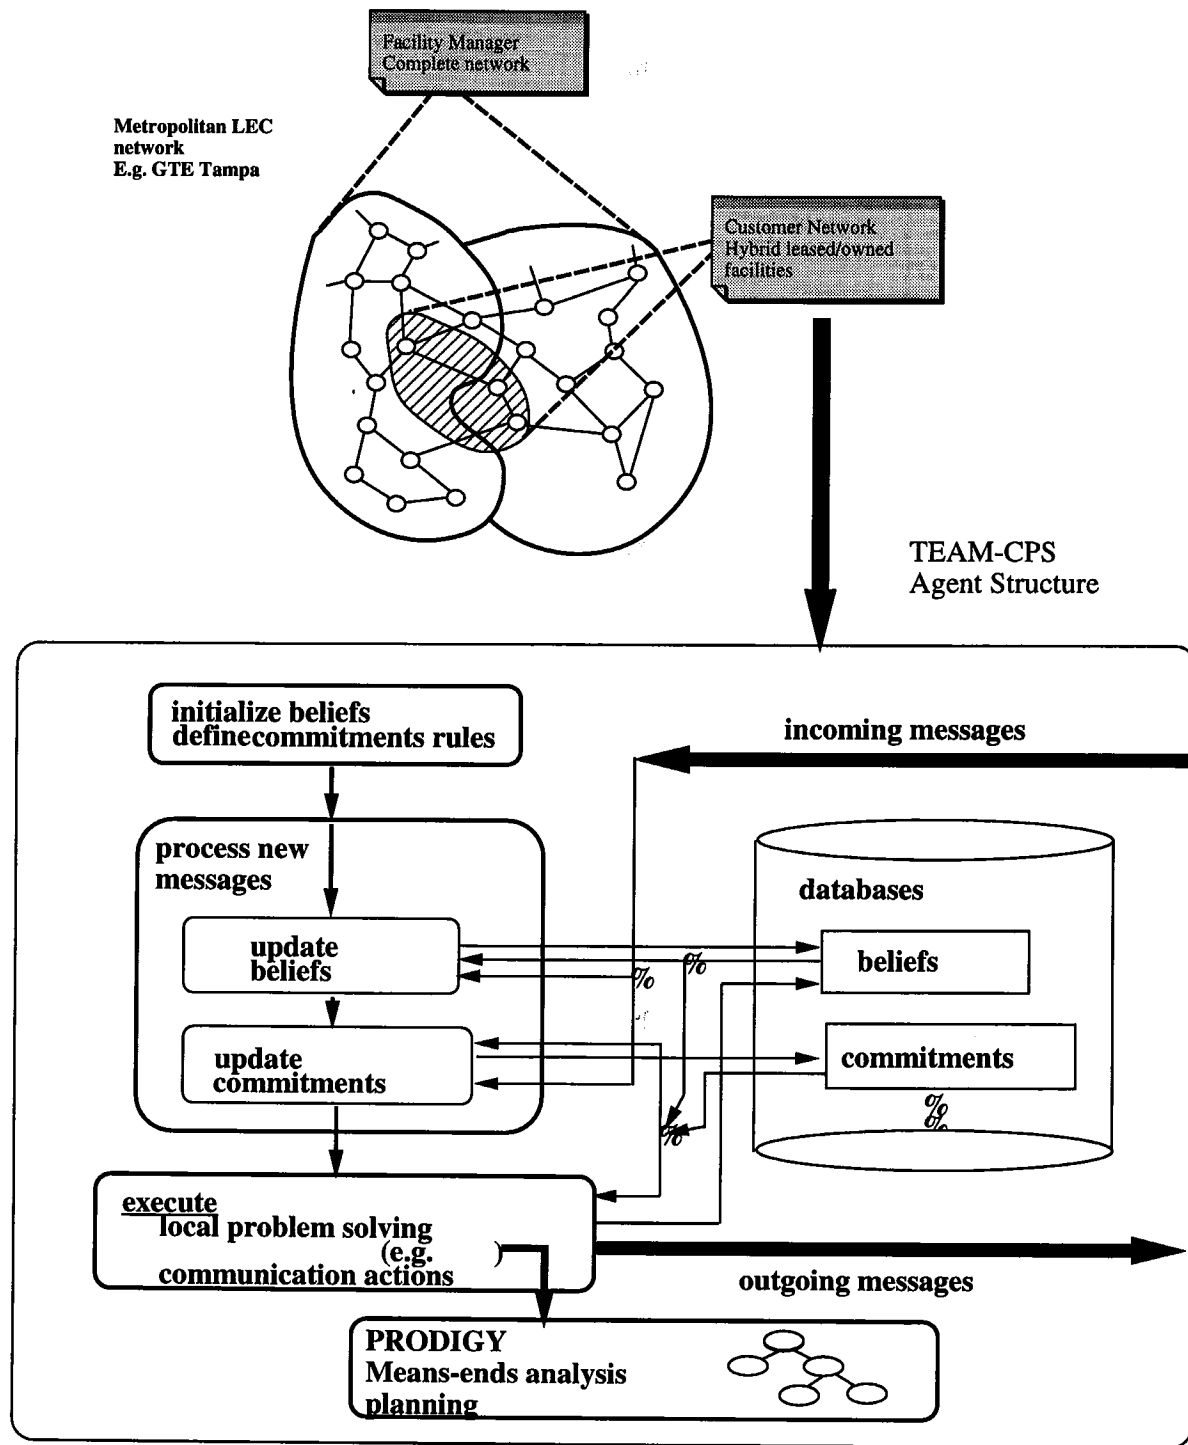 Facility Manager
Complete network
Metropolitan LEC
network
E.g. GTE Tampa
Customer Network
Hybrid leased/owned
facilities
TEAM-CPS
Agent Structure
initialize beliefs
definecommitments rules
incoming messages
process new
messages
databases
update
beliefs
%
%
beliefs
update
commitments
commitments
%
%
%
execute
local problem solving
(e.g. )
communication actions
outgoing messages
PRODIGY
Means-ends analysis
planning